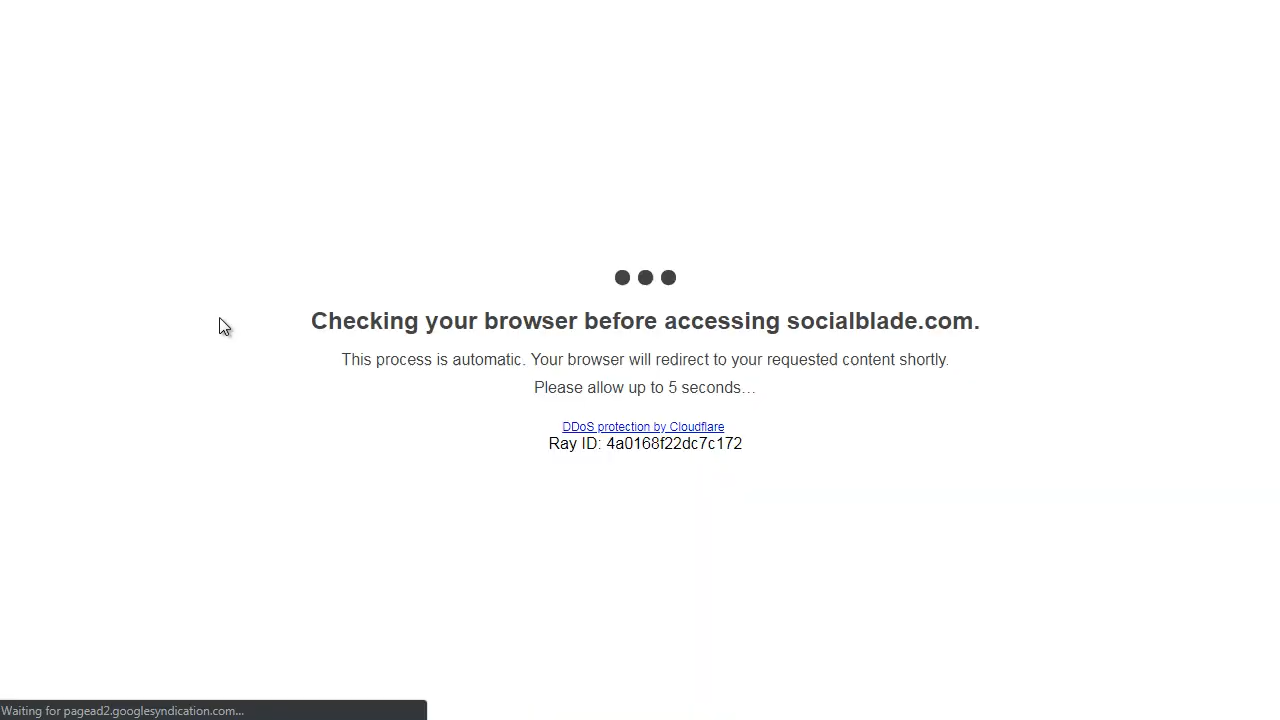 Checking your browser before accessing socialblade.com.
This process is automatic. Your browser will redirect to your requested content shortly.
Please allow up to 5 seconds…
DDoS protection by Cloudflare
Ray ID: 4a0168f22dc7c172
Waiting for pagead2.googlesyndication.com...